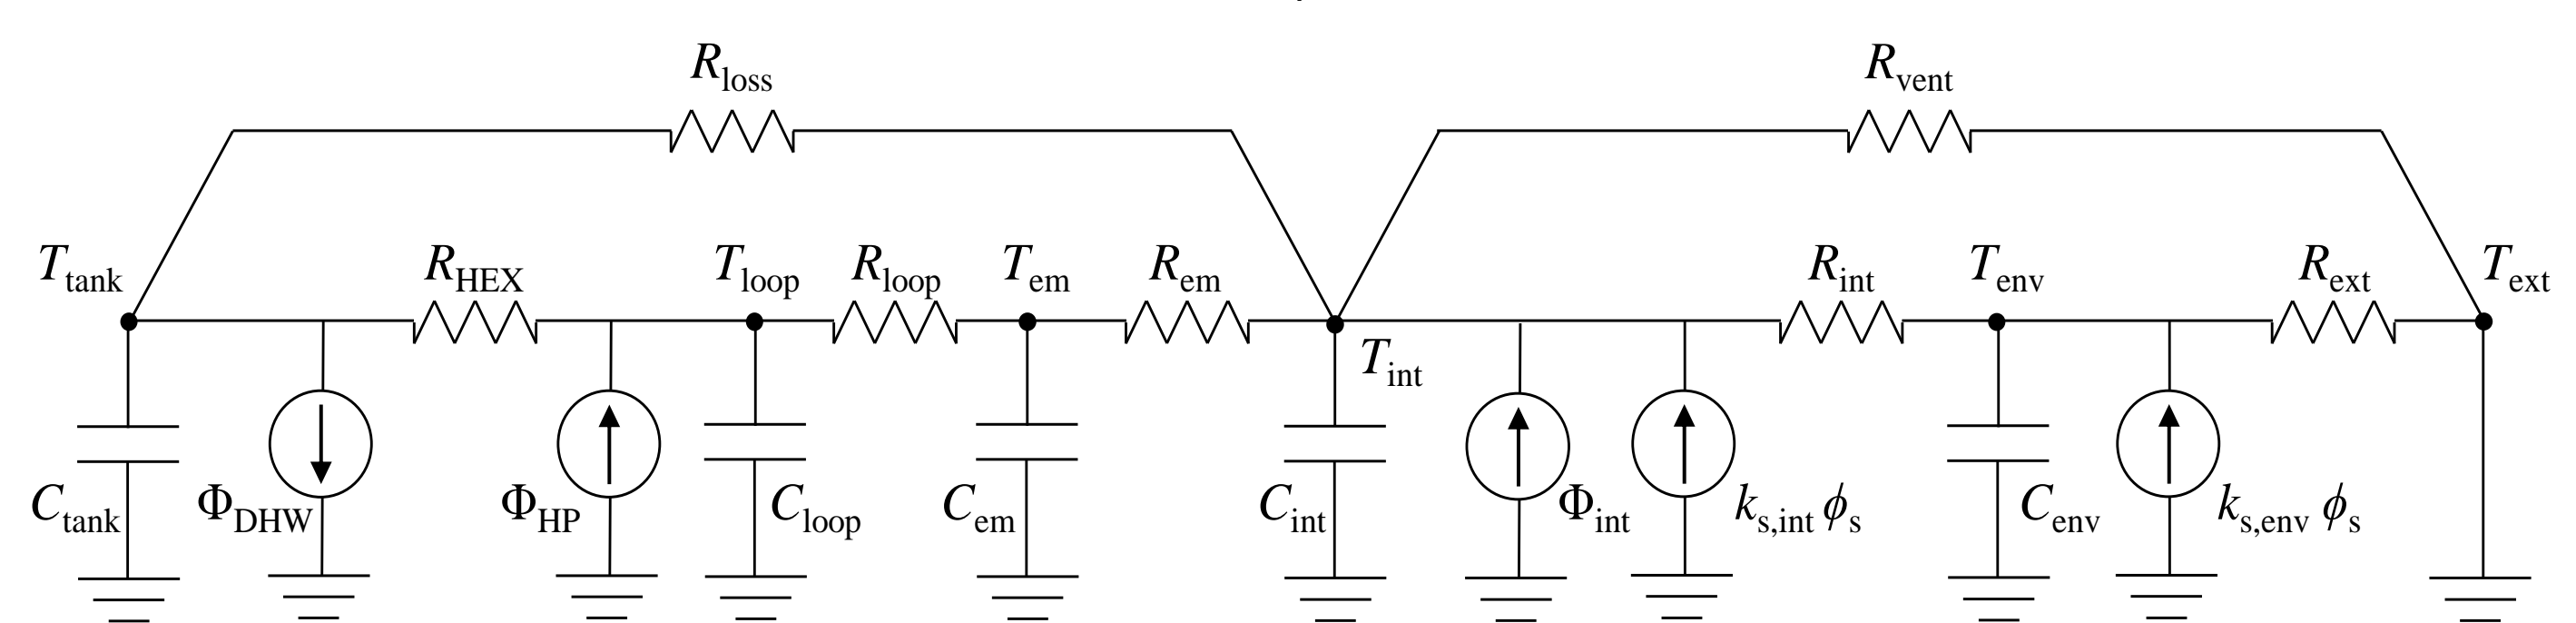 R_loss R_vent
T_tank R_HEX T_loop R_loop T_em R_em R_int T_env R_ext T_ext
T_int
C_tank Φ_DHW Φ_HP C_loop C_em C_int Φ_int k_s,int ϕ_s C_env k_s,env ϕ_s